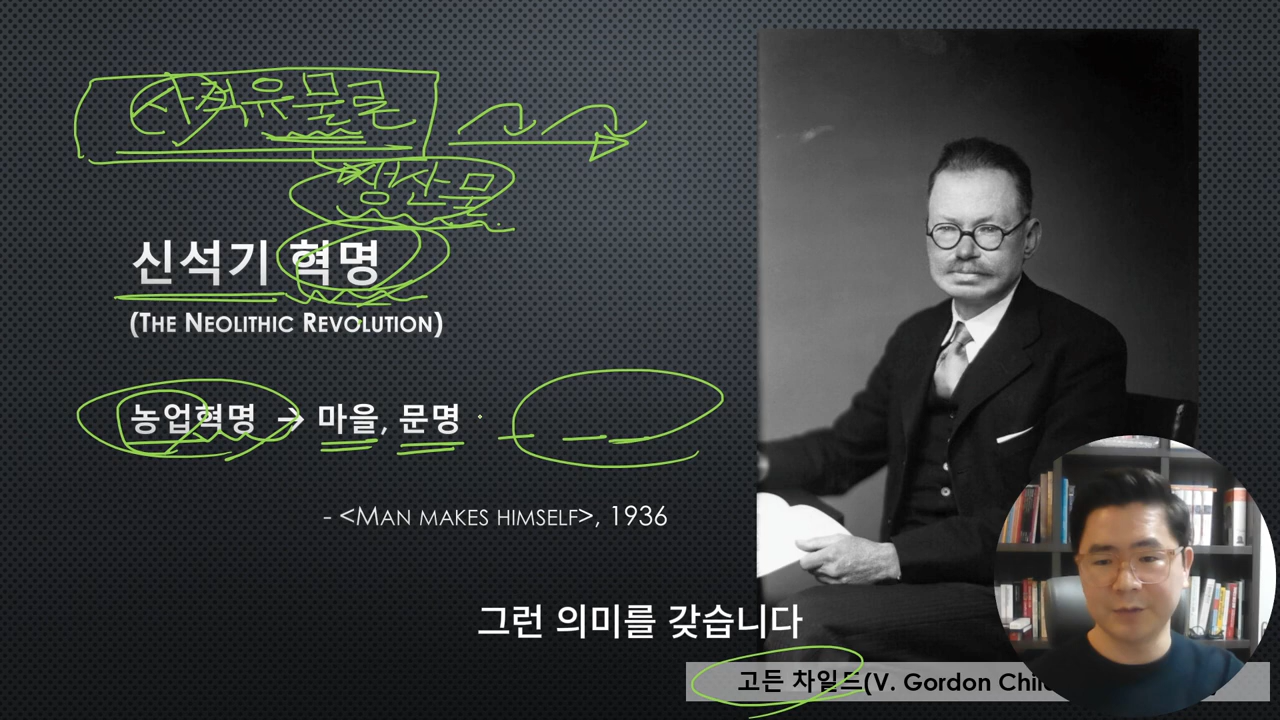 사적유물론
생산물
신석기 혁명
(THE NEOLITHIC REVOLUTION)
농업혁명 → 마을, 문명
- <MAN MAKES HIMSELF>, 1936
그런 의미를 갖습니다
고든 차일드(V. Gordon